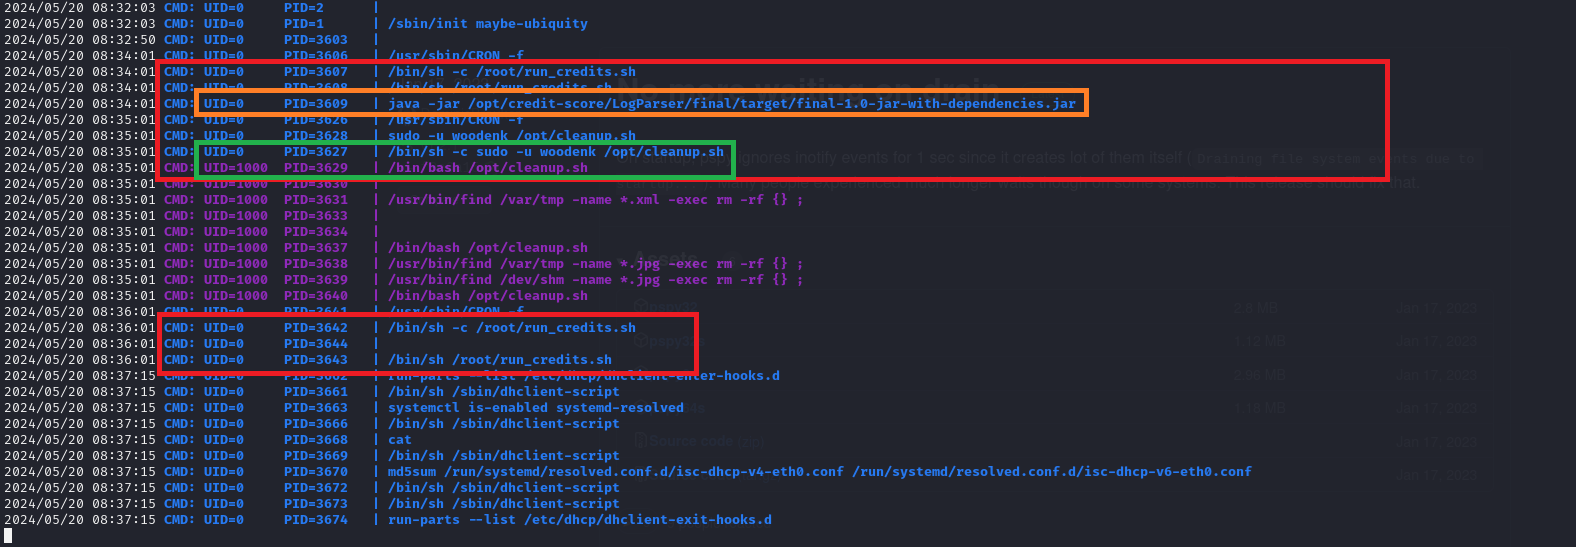 2024/05/20 08:32:03 CMD: UID=0     PID=2      |
2024/05/20 08:32:03 CMD: UID=0     PID=1      | /sbin/init maybe-ubiquity
2024/05/20 08:32:50 CMD: UID=0     PID=3603   |
2024/05/20 08:34:01 CMD: UID=0     PID=3606   | /usr/sbin/CRON -f
2024/05/20 08:34:01 CMD: UID=0     PID=3607   | /bin/sh -c /root/run_credits.sh
2024/05/20 08:34:01 CMD: UID=0     PID=3608   | /bin/sh /root/run_credits.sh
2024/05/20 08:34:01 CMD: UID=0     PID=3609   | java -jar /opt/credit-score/LogParser/final/target/final-1.0-jar-with-dependencies.jar
2024/05/20 08:35:01 CMD: UID=0     PID=3626   | /usr/sbin/CRON -f
2024/05/20 08:35:01 CMD: UID=0     PID=3628   | sudo -u woodenk /opt/cleanup.sh
2024/05/20 08:35:01 CMD: UID=0     PID=3627   | /bin/sh -c sudo -u woodenk /opt/cleanup.sh
2024/05/20 08:35:01 CMD: UID=1000  PID=3629   | /bin/bash /opt/cleanup.sh
2024/05/20 08:35:01 CMD: UID=1000  PID=3630   |
2024/05/20 08:35:01 CMD: UID=1000  PID=3631   | /usr/bin/find /var/tmp -name *.xml -exec rm -rf {} ;
2024/05/20 08:35:01 CMD: UID=1000  PID=3633   |
2024/05/20 08:35:01 CMD: UID=1000  PID=3634   |
2024/05/20 08:35:01 CMD: UID=1000  PID=3637   | /bin/bash /opt/cleanup.sh
2024/05/20 08:35:01 CMD: UID=1000  PID=3638   | /usr/bin/find /var/tmp -name *.jpg -exec rm -rf {} ;
2024/05/20 08:35:01 CMD: UID=1000  PID=3639   | /usr/bin/find /dev/shm -name *.jpg -exec rm -rf {} ;
2024/05/20 08:35:01 CMD: UID=1000  PID=3640   | /bin/bash /opt/cleanup.sh
2024/05/20 08:36:01 CMD: UID=0     PID=3641   | /usr/sbin/CRON -f
2024/05/20 08:36:01 CMD: UID=0     PID=3642   | /bin/sh -c /root/run_credits.sh
2024/05/20 08:36:01 CMD: UID=0     PID=3644   |
2024/05/20 08:36:01 CMD: UID=0     PID=3643   | /bin/sh /root/run_credits.sh
2024/05/20 08:37:15 CMD: UID=0     PID=3662   | run-parts --list /etc/dhcp/dhclient-enter-hooks.d
2024/05/20 08:37:15 CMD: UID=0     PID=3661   | /bin/sh /sbin/dhclient-script
2024/05/20 08:37:15 CMD: UID=0     PID=3663   | systemctl is-enabled systemd-resolved
2024/05/20 08:37:15 CMD: UID=0     PID=3666   | /bin/sh /sbin/dhclient-script
2024/05/20 08:37:15 CMD: UID=0     PID=3668   | cat
2024/05/20 08:37:15 CMD: UID=0     PID=3669   | /bin/sh /sbin/dhclient-script
2024/05/20 08:37:15 CMD: UID=0     PID=3670   | md5sum /run/systemd/resolved.conf.d/isc-dhcp-v4-eth0.conf /run/systemd/resolved.conf.d/isc-dhcp-v6-eth0.conf
2024/05/20 08:37:15 CMD: UID=0     PID=3672   | /bin/sh /sbin/dhclient-script
2024/05/20 08:37:15 CMD: UID=0     PID=3673   | /bin/sh /sbin/dhclient-script
2024/05/20 08:37:15 CMD: UID=0     PID=3674   | run-parts --list /etc/dhcp/dhclient-exit-hooks.d